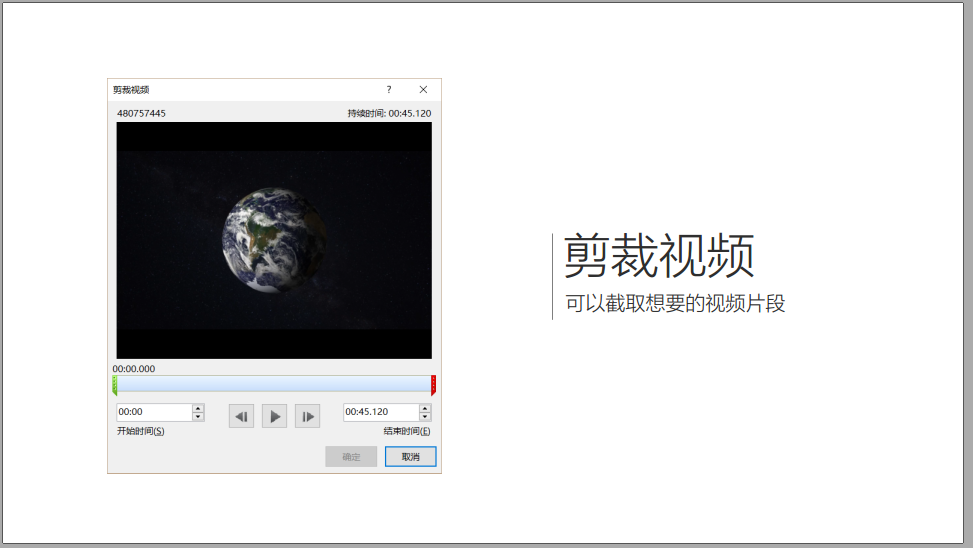 剪裁视频
?
480757445 持续时间: 00:45.120
00:00.000
00:00 00:45.120
开始时间(S) 结束时间(E)
确定 取消
剪裁视频
可以截取想要的视频片段